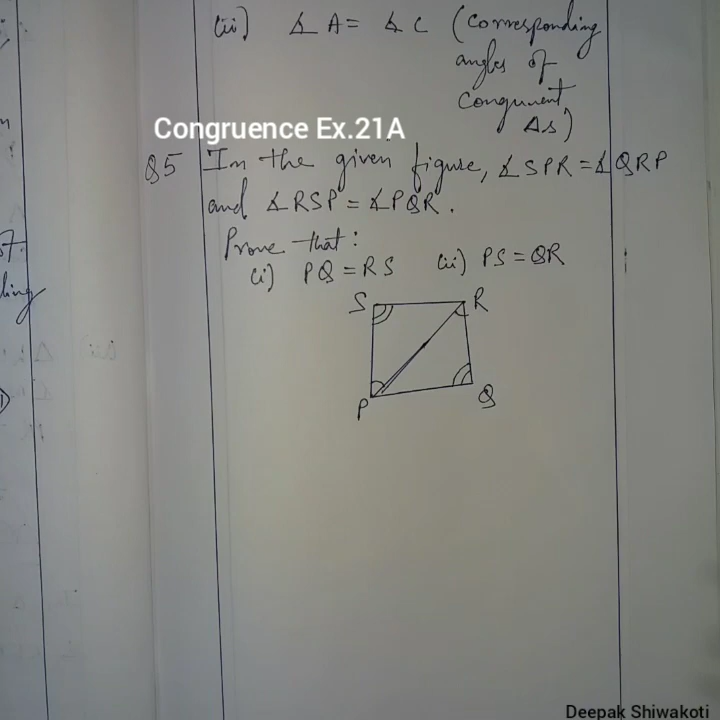 (ii) ∡ A = ∡ C (Corresponding
angles of
Congruent
Δs)
Congruence Ex.21A
Q5 In the given figure, ∡ SPR = ∡ QRP
and ∡ RSP = ∡ PQR.
Prove that:
(i) PQ = RS (ii) PS = QR
S R
P Q
Deepak Shiwakoti